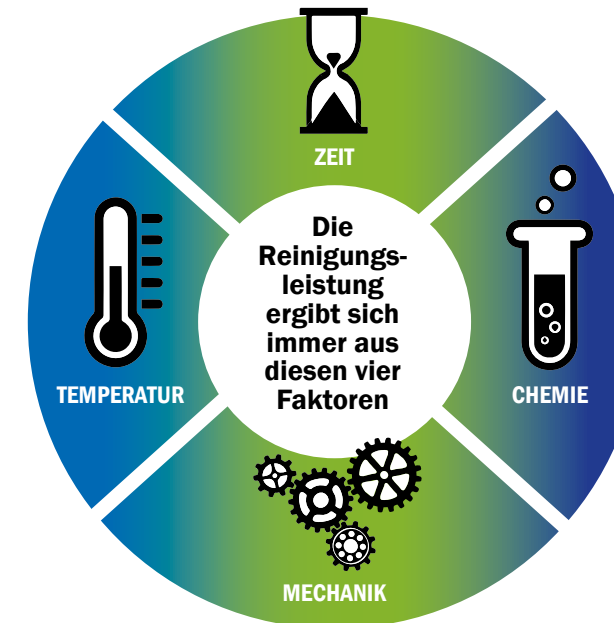 ZEIT
Die
Reinigungs-
leistung
ergibt sich
immer aus
diesen vier
Faktoren
TEMPERATUR
CHEMIE
MECHANIK